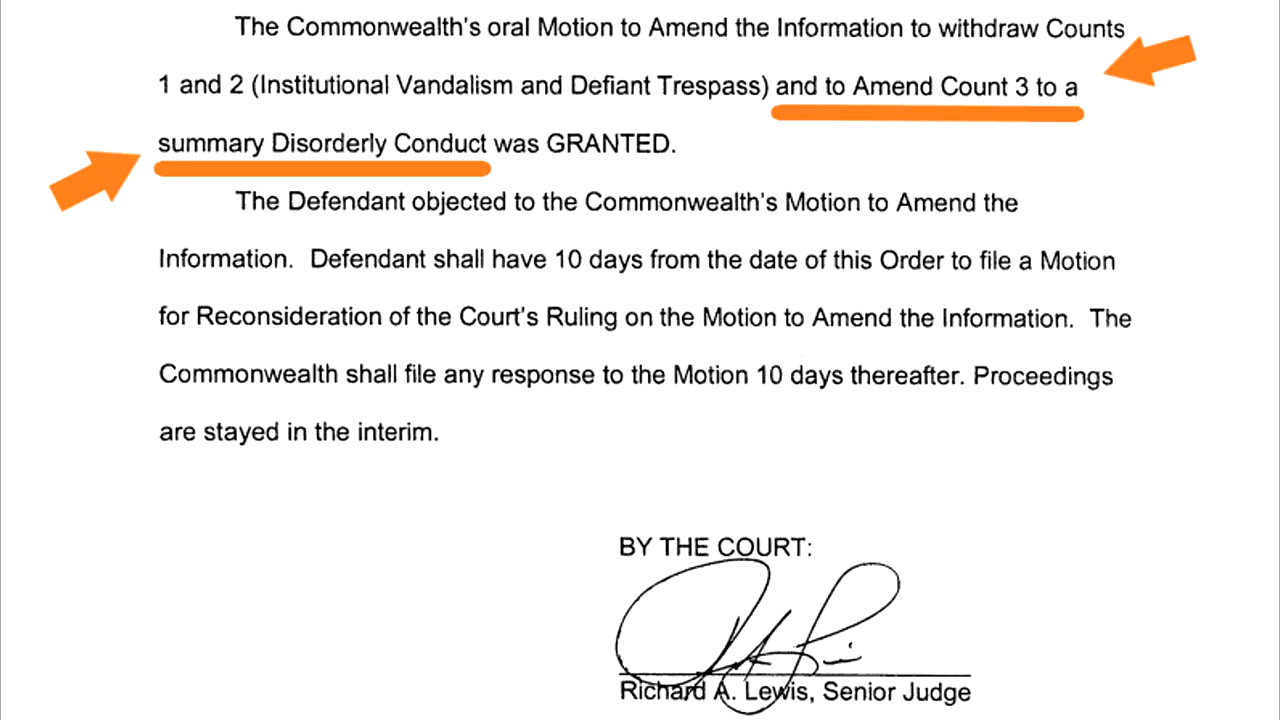 The Commonwealth's oral Motion to Amend the Information to withdraw Counts
1 and 2 (Institutional Vandalism and Defiant Trespass) and to Amend Count 3 to a
summary Disorderly Conduct was GRANTED.
The Defendant objected to the Commonwealth's Motion to Amend the
Information. Defendant shall have 10 days from the date of this Order to file a Motion
for Reconsideration of the Court's Ruling on the Motion to Amend the Information. The
Commonwealth shall file any response to the Motion 10 days thereafter. Proceedings
are stayed in the interim.
BY THE COURT:
Richard A. Lewis, Senior Judge